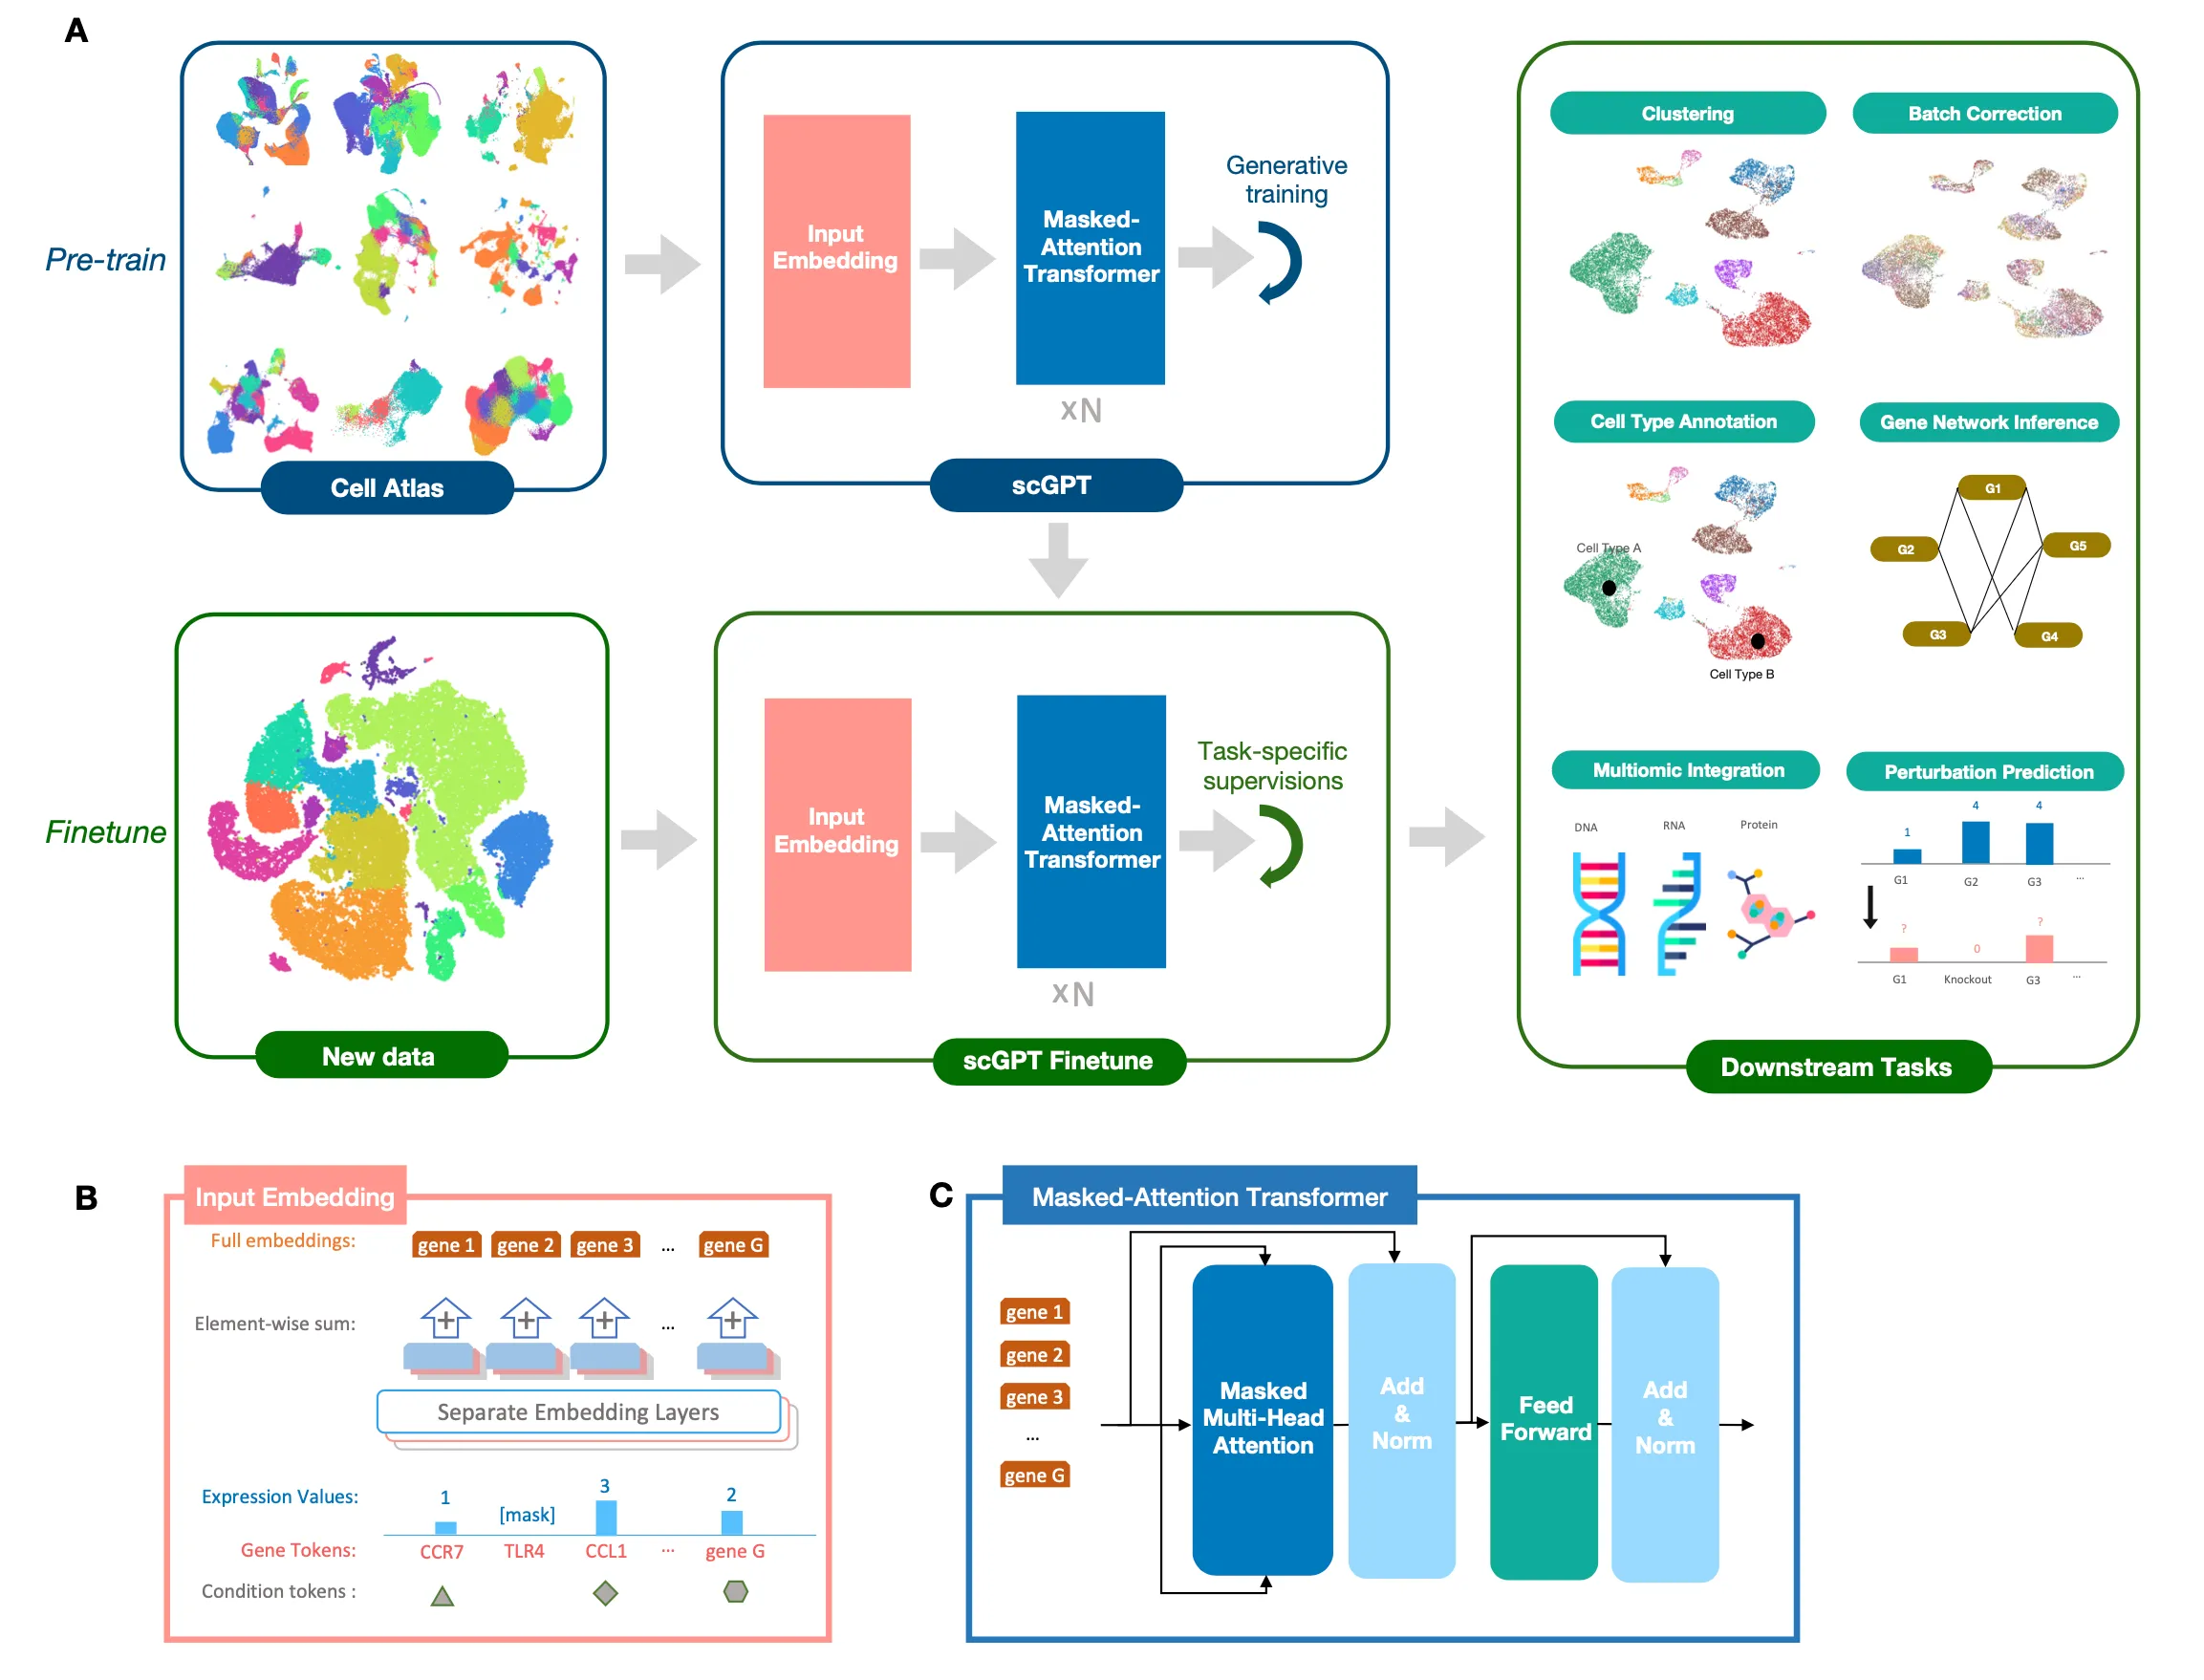 A
Pre-train
Cell Atlas
Input
Embedding
Masked-
Attention
Transformer
xN
Generative
training
scGPT
Finetune
New data
Input
Embedding
Masked-
Attention
Transformer
xN
Task-specific
supervisions
scGPT Finetune
Clustering
Batch Correction
Cell Type Annotation
Cell Type A
Cell Type B
Gene Network Inference
G1
G2
G5
G3
G4
Multiomic Integration
DNA
RNA
Protein
Perturbation Prediction
1
4
4
G1
G2
G3
...
?
0
?
G1
Knockout
G3
...
Downstream Tasks
B
Input Embedding
Full embeddings:
gene 1
gene 2
gene 3
...
gene G
Element-wise sum:
+
+
+
...
+
Separate Embedding Layers
Expression Values:
1
[mask]
3
2
Gene Tokens:
CCR7
TLR4
CCL1
...
gene G
Condition tokens :
C
Masked-Attention Transformer
gene 1
gene 2
gene 3
...
gene G
Masked
Multi-Head
Attention
Add
&
Norm
Feed
Forward
Add
&
Norm